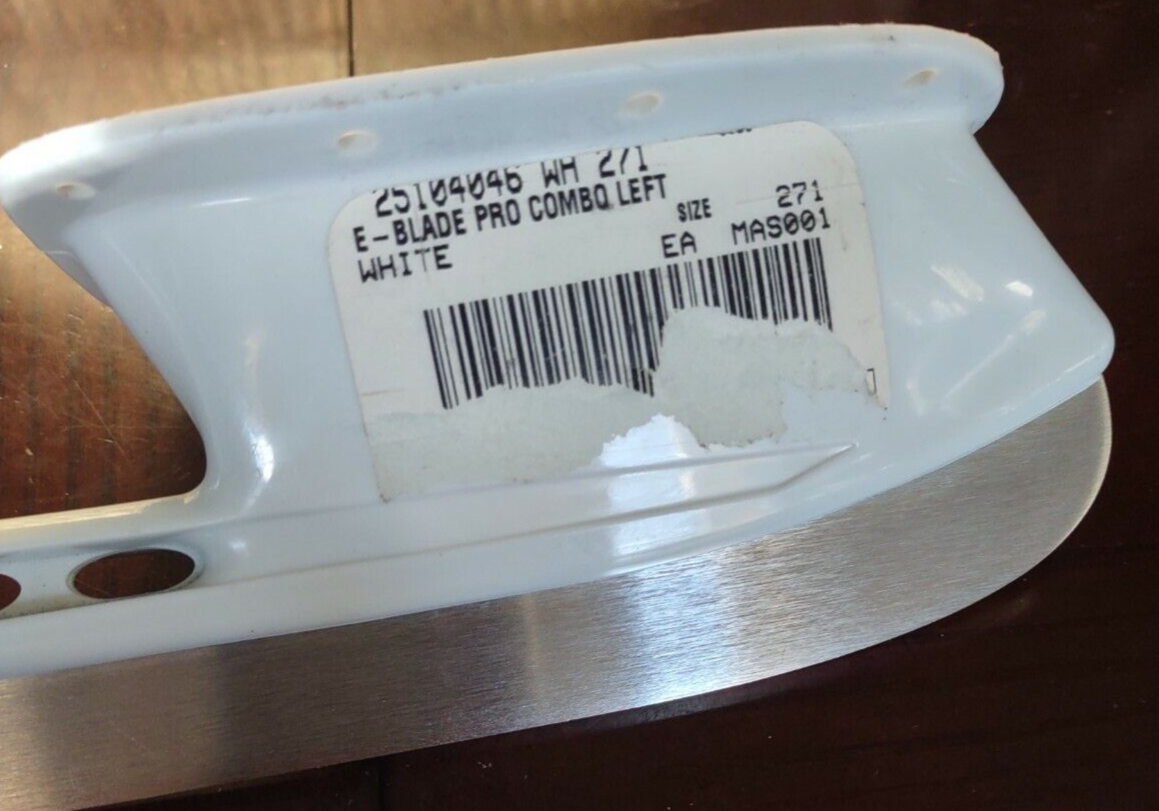 25104046 WH 271
E-BLADE PRO COMBO LEFT
SIZE 271
WHITE EA MAS001